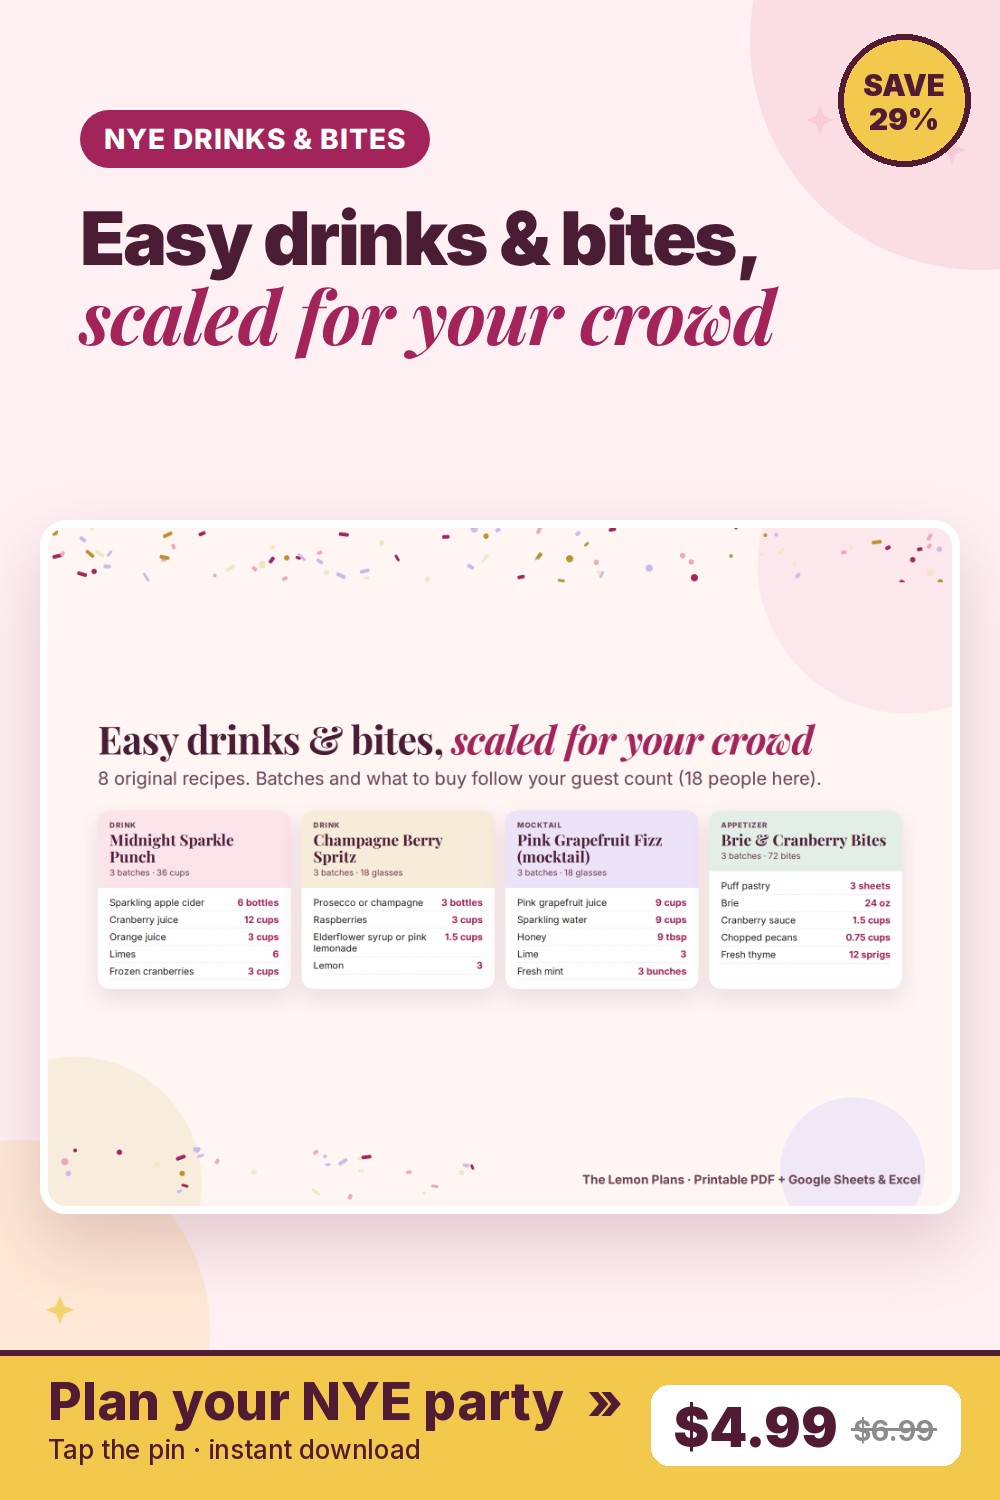 SAVE
29%
NYE DRINKS & BITES
Easy drinks & bites,
scaled for your crowd
Easy drinks & bites, scaled for your crowd
8 original recipes. Batches and what to buy follow your guest count (18 people here).
DRINK
Midnight Sparkle
Punch
3 batches · 36 cups
Sparkling apple cider 6 bottles
Cranberry juice 12 cups
Orange juice 3 cups
Limes 6
Frozen cranberries 3 cups
DRINK
Champagne Berry
Spritz
3 batches · 18 glasses
Prosecco or champagne 3 bottles
Raspberries 3 cups
Elderflower syrup or pink 1.5 cups
lemonade
Lemon 3
MOCKTAIL
Pink Grapefruit Fizz
(mocktail)
3 batches · 18 glasses
Pink grapefruit juice 9 cups
Sparkling water 9 cups
Honey 9 tbsp
Lime 3
Fresh mint 3 bunches
APPETIZER
Brie & Cranberry Bites
3 batches · 72 bites
Puff pastry 3 sheets
Brie 24 oz
Cranberry sauce 1.5 cups
Chopped pecans 0.75 cups
Fresh thyme 12 sprigs
The Lemon Plans · Printable PDF + Google Sheets & Excel
Plan your NYE party »
Tap the pin · instant download
$4.99 $6.99